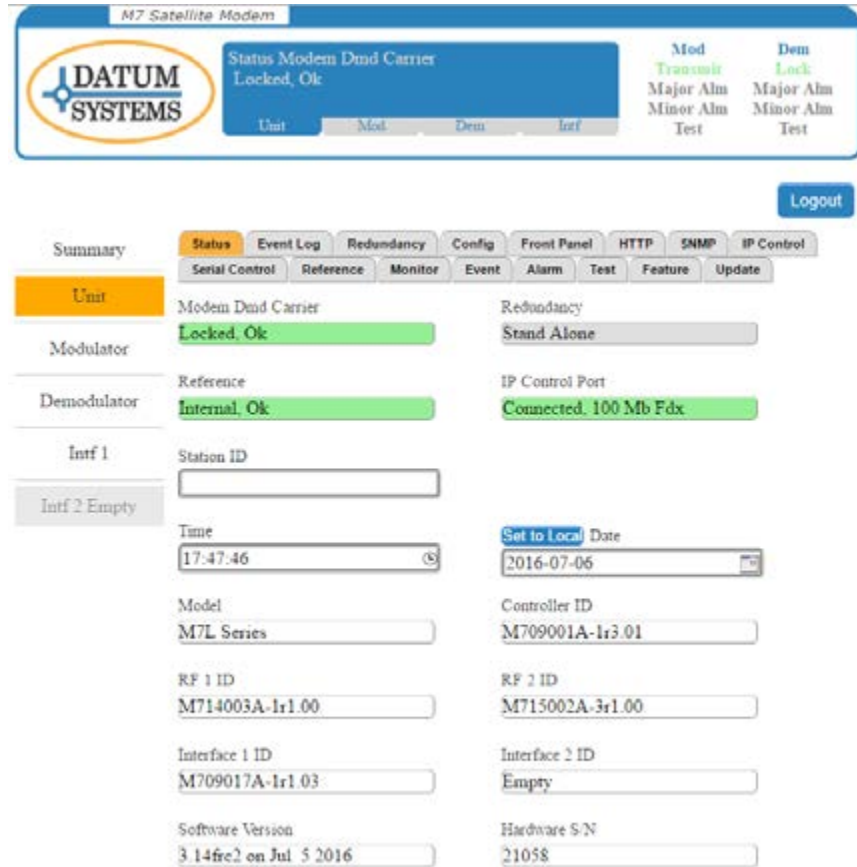 M7 Satellite Modem
DATUM
SYSTEMS
Status Modem Dmd Carrier
Locked, Ok
Unit Mod Dem Intf
Mod Dem
Transmit Lock
Major Alm Major Alm
Minor Alm Minor Alm
Test Test
Logout
Summary
Unit
Modulator
Demodulator
Intf 1
Intf 2 Empty
Status Event Log Redundancy Config Front Panel HTTP SNMP IP Control
Serial Control Reference Monitor Event Alarm Test Feature Update
Modem Dmd Carrier Redundancy
Locked, Ok Stand Alone
Reference IP Control Port
Internal, Ok Connected, 100 Mb Fdx
Station ID
Time Set to Local Date
17:47:46 2016-07-06
Model Controller ID
M7L Series M709001A-1r3.01
RF 1 ID RF 2 ID
M714003A-1r1.00 M715002A-3r1.00
Interface 1 ID Interface 2 ID
M709017A-1r1.03 Empty
Software Version Hardware S/N
3.14frc2 on Jul 5 2016 21058